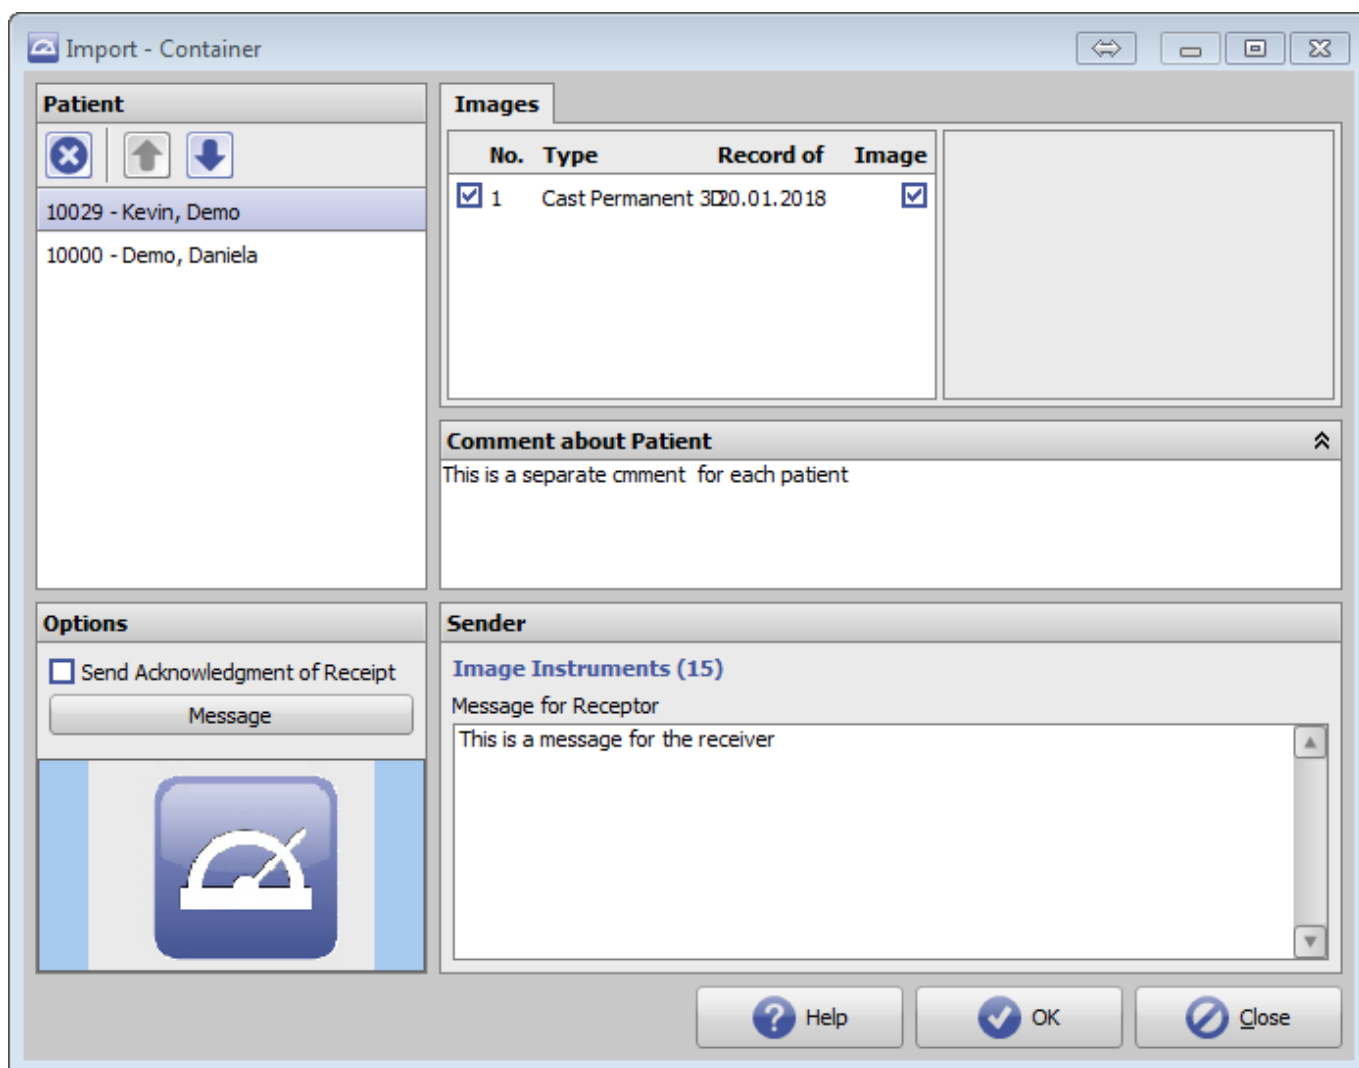 Import - Container
Patient
10029 - Kevin, Demo
10000 - Demo, Daniela
Images
No. Type Record of Image
1 Cast Permanent 3D 20.01.2018
Comment about Patient
This is a separate cmment for each patient
Options
Send Acknowledgment of Receipt
Message
Sender
Image Instruments (15)
Message for Receptor
This is a message for the receiver
Help
OK
Close